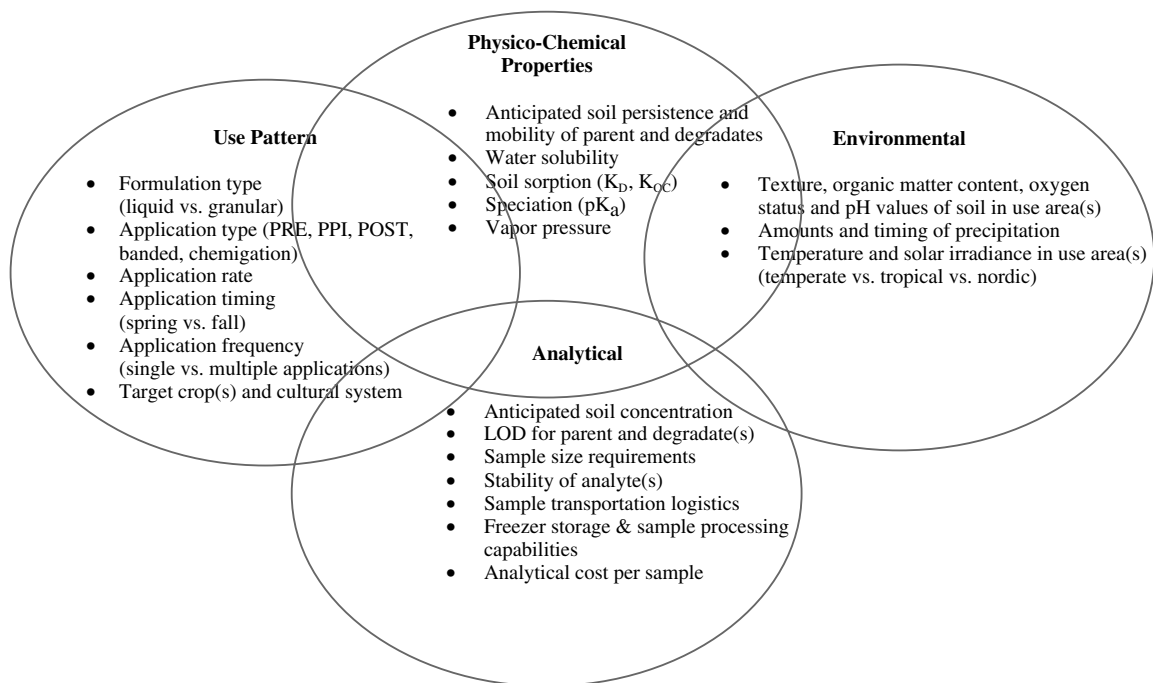 Physico-Chemical
Properties
• Anticipated soil persistence and
mobility of parent and degradates
• Water solubility
• Soil sorption (KD, KOC)
• Speciation (pKa)
• Vapor pressure
Use Pattern
• Formulation type
(liquid vs. granular)
• Application type (PRE, PPI, POST,
banded, chemigation)
• Application rate
• Application timing
(spring vs. fall)
• Application frequency
(single vs. multiple applications)
• Target crop(s) and cultural system
Environmental
• Texture, organic matter content, oxygen
status and pH values of soil in use area(s)
• Amounts and timing of precipitation
• Temperature and solar irradiance in use area(s)
(temperate vs. tropical vs. nordic)
Analytical
• Anticipated soil concentration
• LOD for parent and degradate(s)
• Sample size requirements
• Stability of analyte(s)
• Sample transportation logistics
• Freezer storage & sample processing
capabilities
• Analytical cost per sample